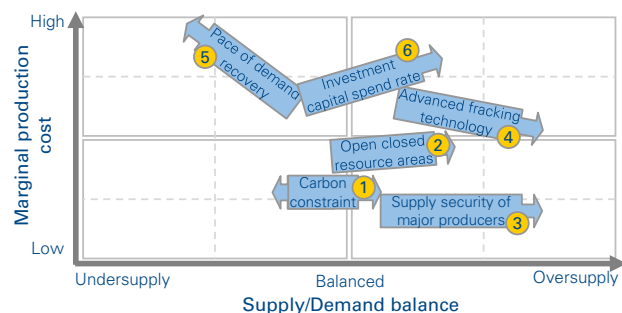 High
Marginal production
cost
Low
5
Pace of demand
recovery
6
Investment
capital spend rate
Advanced fracking
technology
4
Open closed
resource areas
2
Carbon
constraint
1
Supply security of
major producers
3
Undersupply
Balanced
Oversupply
Supply/Demand balance